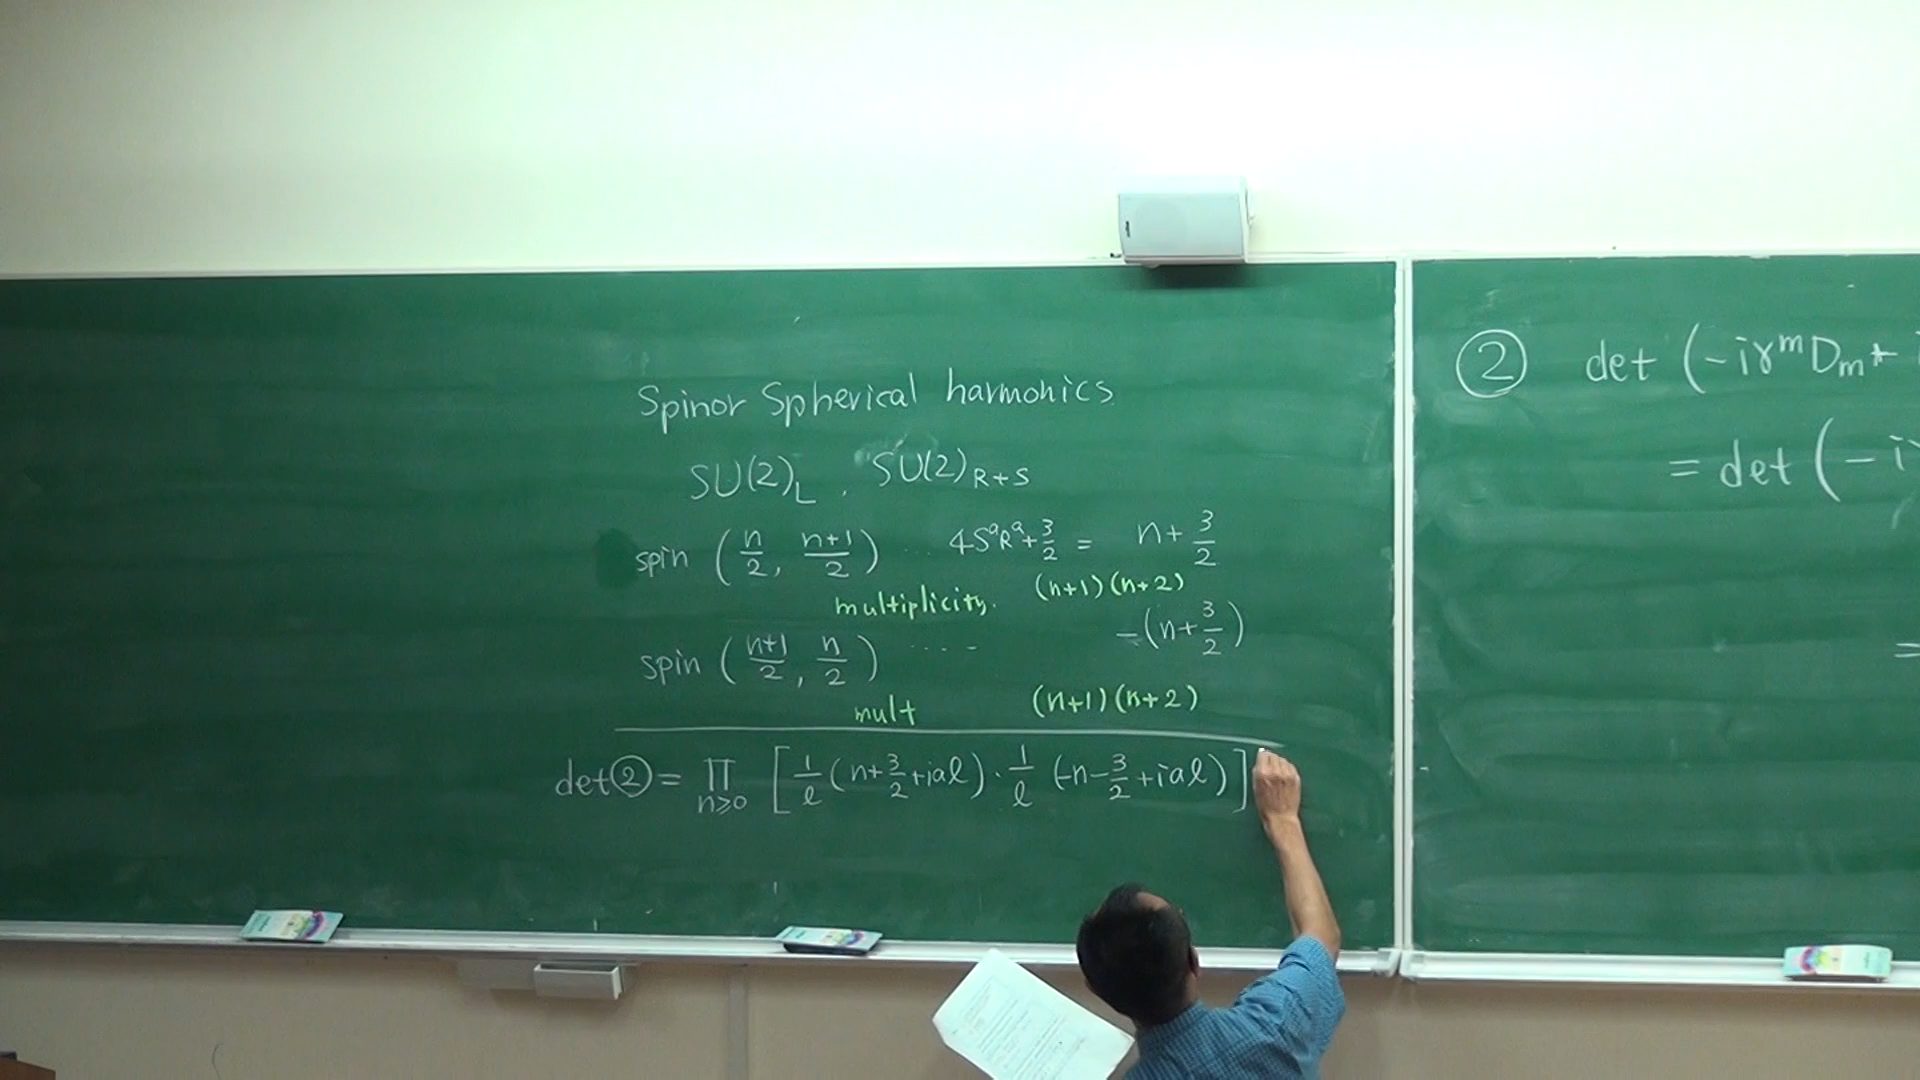 Spinor Spherical harmonics
SU(2)_L , SU(2)_{R+S}
spin (n/2, (n+1)/2) ... 4S^aR^a + 3/2 = n + 3/2
multiplicity. (n+1)(n+2)
spin ((n+1)/2, n/2) .... -(n + 3/2)
mult (n+1)(n+2)
det② = ∏_{n≥0} [1/ℓ (n + 3/2 + iaℓ) · 1/ℓ (-n - 3/2 + iaℓ)]
② det (-iγ^m D_m +
= det (-i
=